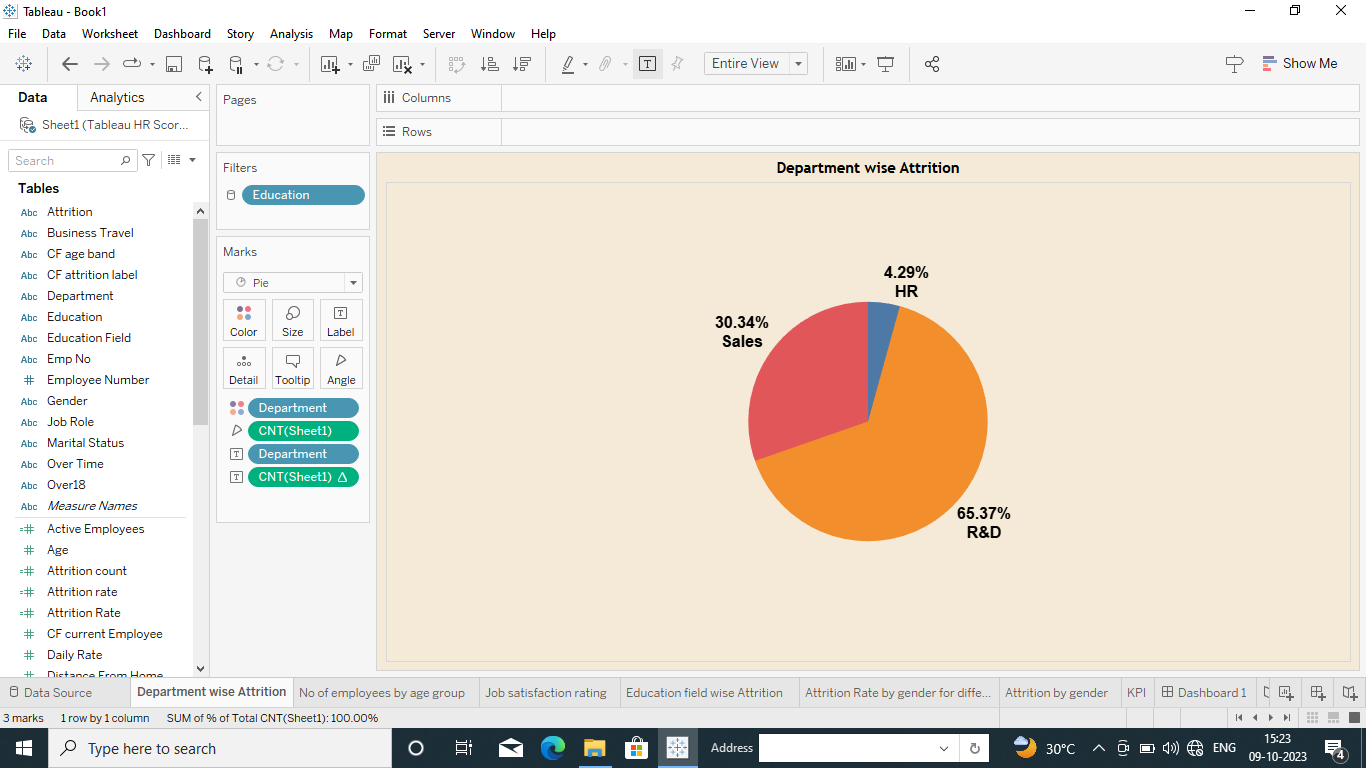 Tableau - Book1
File Data Worksheet Dashboard Story Analysis Map Format Server Window Help
Entire View
Show Me
Data Analytics
Sheet1 (Tableau HR Scor...
Search
Tables
Abc Attrition
Abc Business Travel
Abc CF age band
Abc CF attrition label
Abc Department
Abc Education
Abc Education Field
Abc Emp No
# Employee Number
Abc Gender
Abc Job Role
Abc Marital Status
Abc Over Time
Abc Over18
Abc Measure Names
=# Active Employees
# Age
=# Attrition count
=# Attrition rate
=# Attrition Rate
# CF current Employee
# Daily Rate
# Distance From Home
Pages
Filters
Education
Marks
Pie
Color Size Label
Detail Tooltip Angle
Department
CNT(Sheet1)
T Department
T CNT(Sheet1) Δ
Columns
Rows
Department wise Attrition
4.29%
HR
30.34%
Sales
65.37%
R&D
Data Source Department wise Attrition No of employees by age group Job satisfaction rating Education field wise Attrition Attrition Rate by gender for diffe... Attrition by gender KPI Dashboard 1
3 marks 1 row by 1 column SUM of % of Total CNT(Sheet1): 100.00%
Type here to search
Address
30°C
ENG
15:23
09-10-2023
4